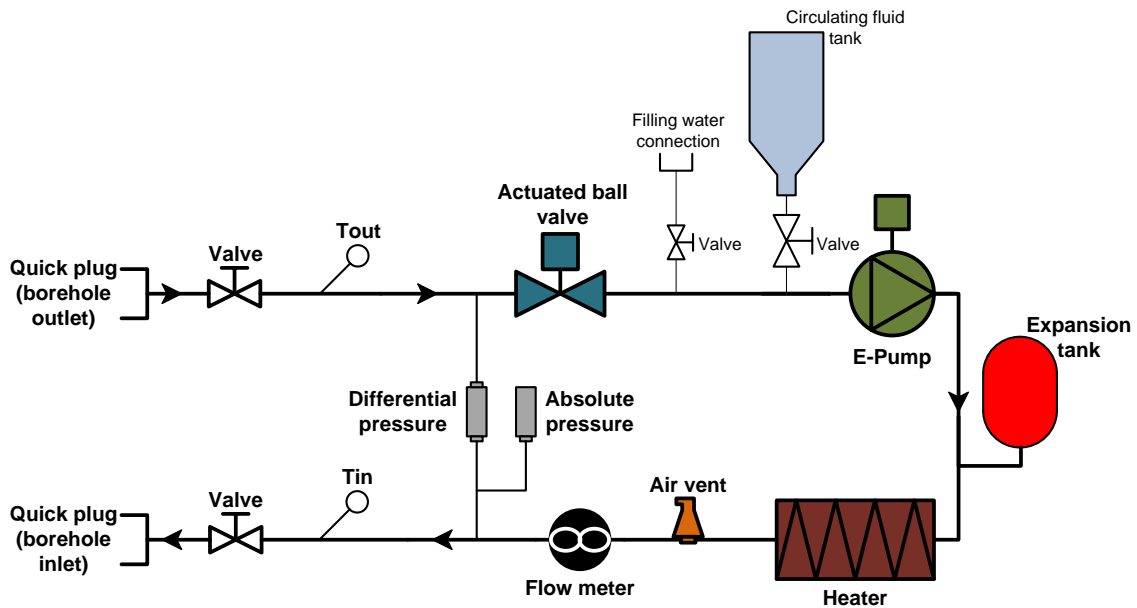 Circulating fluid
tank
Filling water
connection
Actuated ball
valve
Tout
Valve
Valve
Valve
Quick plug
(borehole
outlet)
E-Pump
Expansion
tank
Differential
pressure
Absolute
pressure
Tin
Air vent
Valve
Quick plug
(borehole
inlet)
Flow meter
Heater